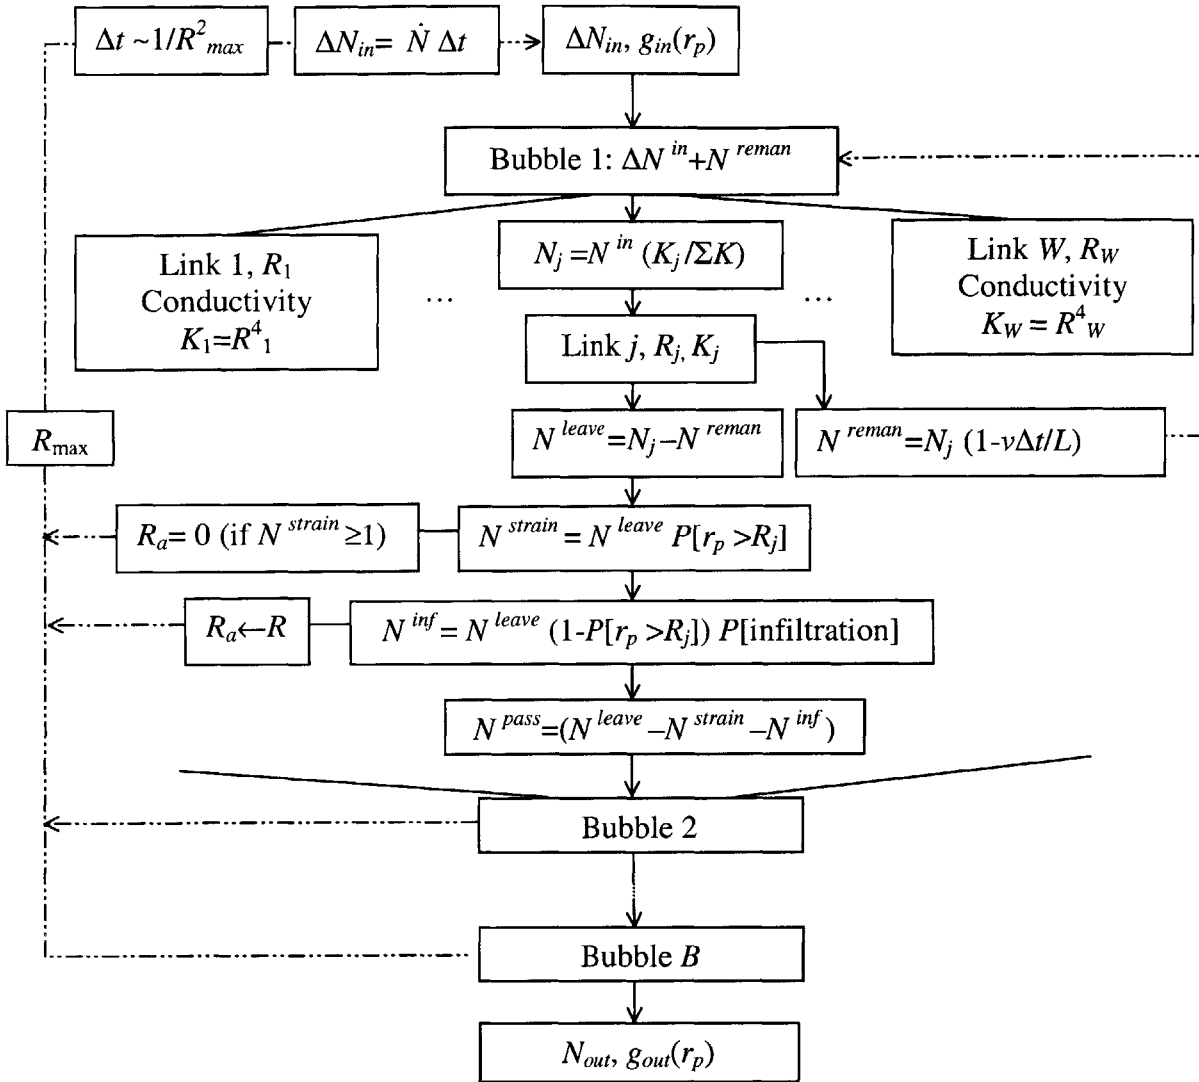 Δt ~1/R²max
ΔNin= Ṅ Δt
ΔNin, gin(rp)
Bubble 1: ΔN^in+N^reman
Link 1, R1
Conductivity
K1=R⁴1
…
Nj =N^in (Kj /ΣK)
…
Link W, RW
Conductivity
KW = R⁴W
Link j, Rj, Kj
Rmax
N^leave=Nj–N^reman
N^reman=Nj (1-vΔt/L)
Ra= 0 (if N^strain ≥1)
N^strain = N^leave P[rp >Rj]
Ra←R
N^inf = N^leave (1-P[rp >Rj]) P[infiltration]
N^pass=(N^leave –N^strain –N^inf)
Bubble 2
Bubble B
Nout, gout(rp)